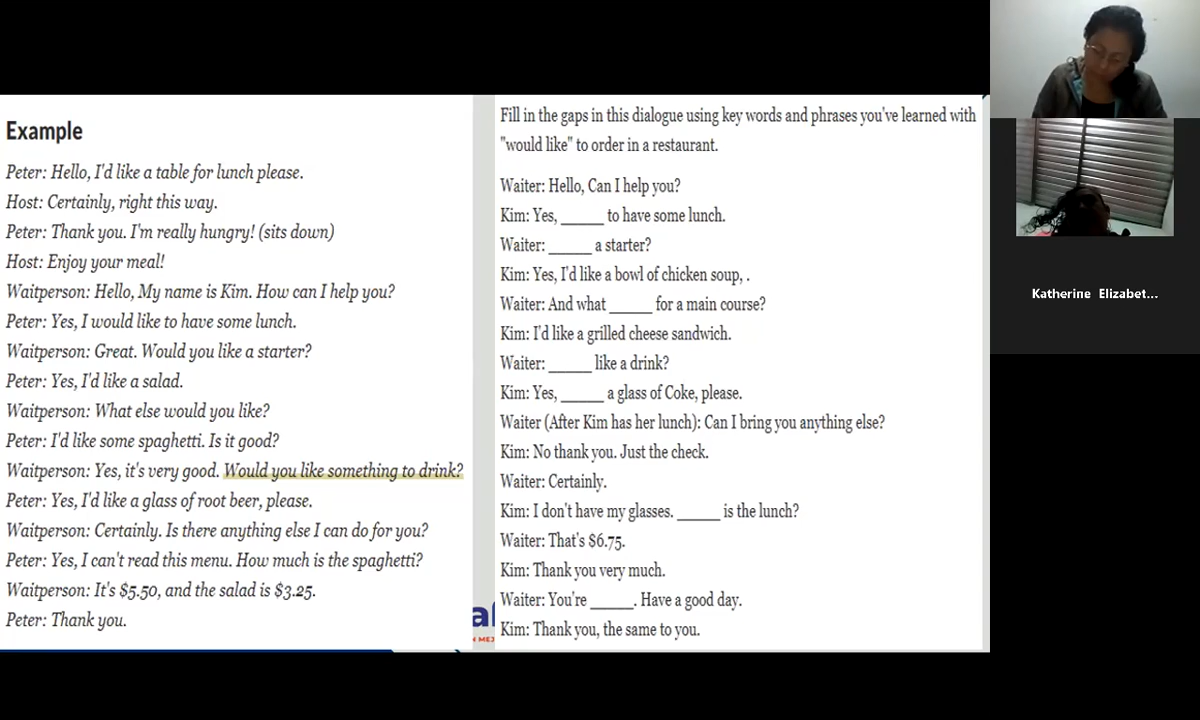 Example
Peter: Hello, I'd like a table for lunch please.
Host: Certainly, right this way.
Peter: Thank you. I'm really hungry! (sits down)
Host: Enjoy your meal!
Waitperson: Hello, My name is Kim. How can I help you?
Peter: Yes, I would like to have some lunch.
Waitperson: Great. Would you like a starter?
Peter: Yes, I'd like a salad.
Waitperson: What else would you like?
Peter: I'd like some spaghetti. Is it good?
Waitperson: Yes, it's very good. Would you like something to drink?
Peter: Yes, I'd like a glass of root beer, please.
Waitperson: Certainly. Is there anything else I can do for you?
Peter: Yes, I can't read this menu. How much is the spaghetti?
Waitperson: It's $5.50, and the salad is $3.25.
Peter: Thank you.
Fill in the gaps in this dialogue using key words and phrases you've learned with
"would like" to order in a restaurant.
Waiter: Hello, Can I help you?
Kim: Yes, ______ to have some lunch.
Waiter: ______ a starter?
Kim: Yes, I'd like a bowl of chicken soup, .
Waiter: And what ______ for a main course?
Kim: I'd like a grilled cheese sandwich.
Waiter: ______ like a drink?
Kim: Yes, ______ a glass of Coke, please.
Waiter (After Kim has her lunch): Can I bring you anything else?
Kim: No thank you. Just the check.
Waiter: Certainly.
Kim: I don't have my glasses. ______ is the lunch?
Waiter: That's $6.75.
Kim: Thank you very much.
Waiter: You're ______. Have a good day.
Kim: Thank you, the same to you.
Katherine Elizabet...